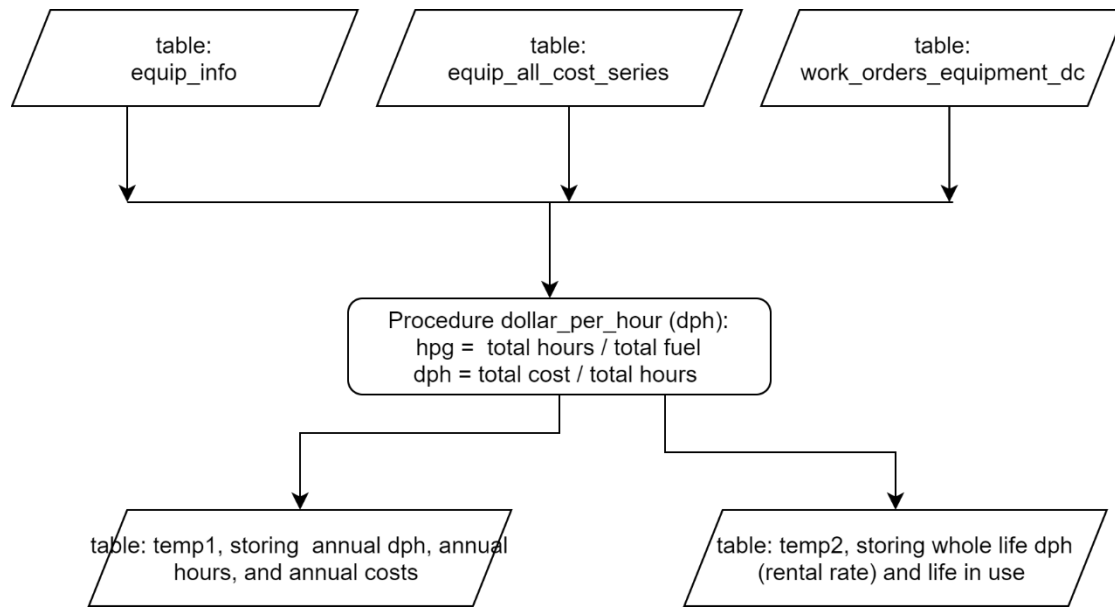 table:
equip_info
table:
equip_all_cost_series
table:
work_orders_equipment_dc
Procedure dollar_per_hour (dph):
hpg =  total hours / total fuel
dph = total cost / total hours
table: temp1, storing  annual dph, annual
hours, and annual costs
table: temp2, storing whole life dph
(rental rate) and life in use